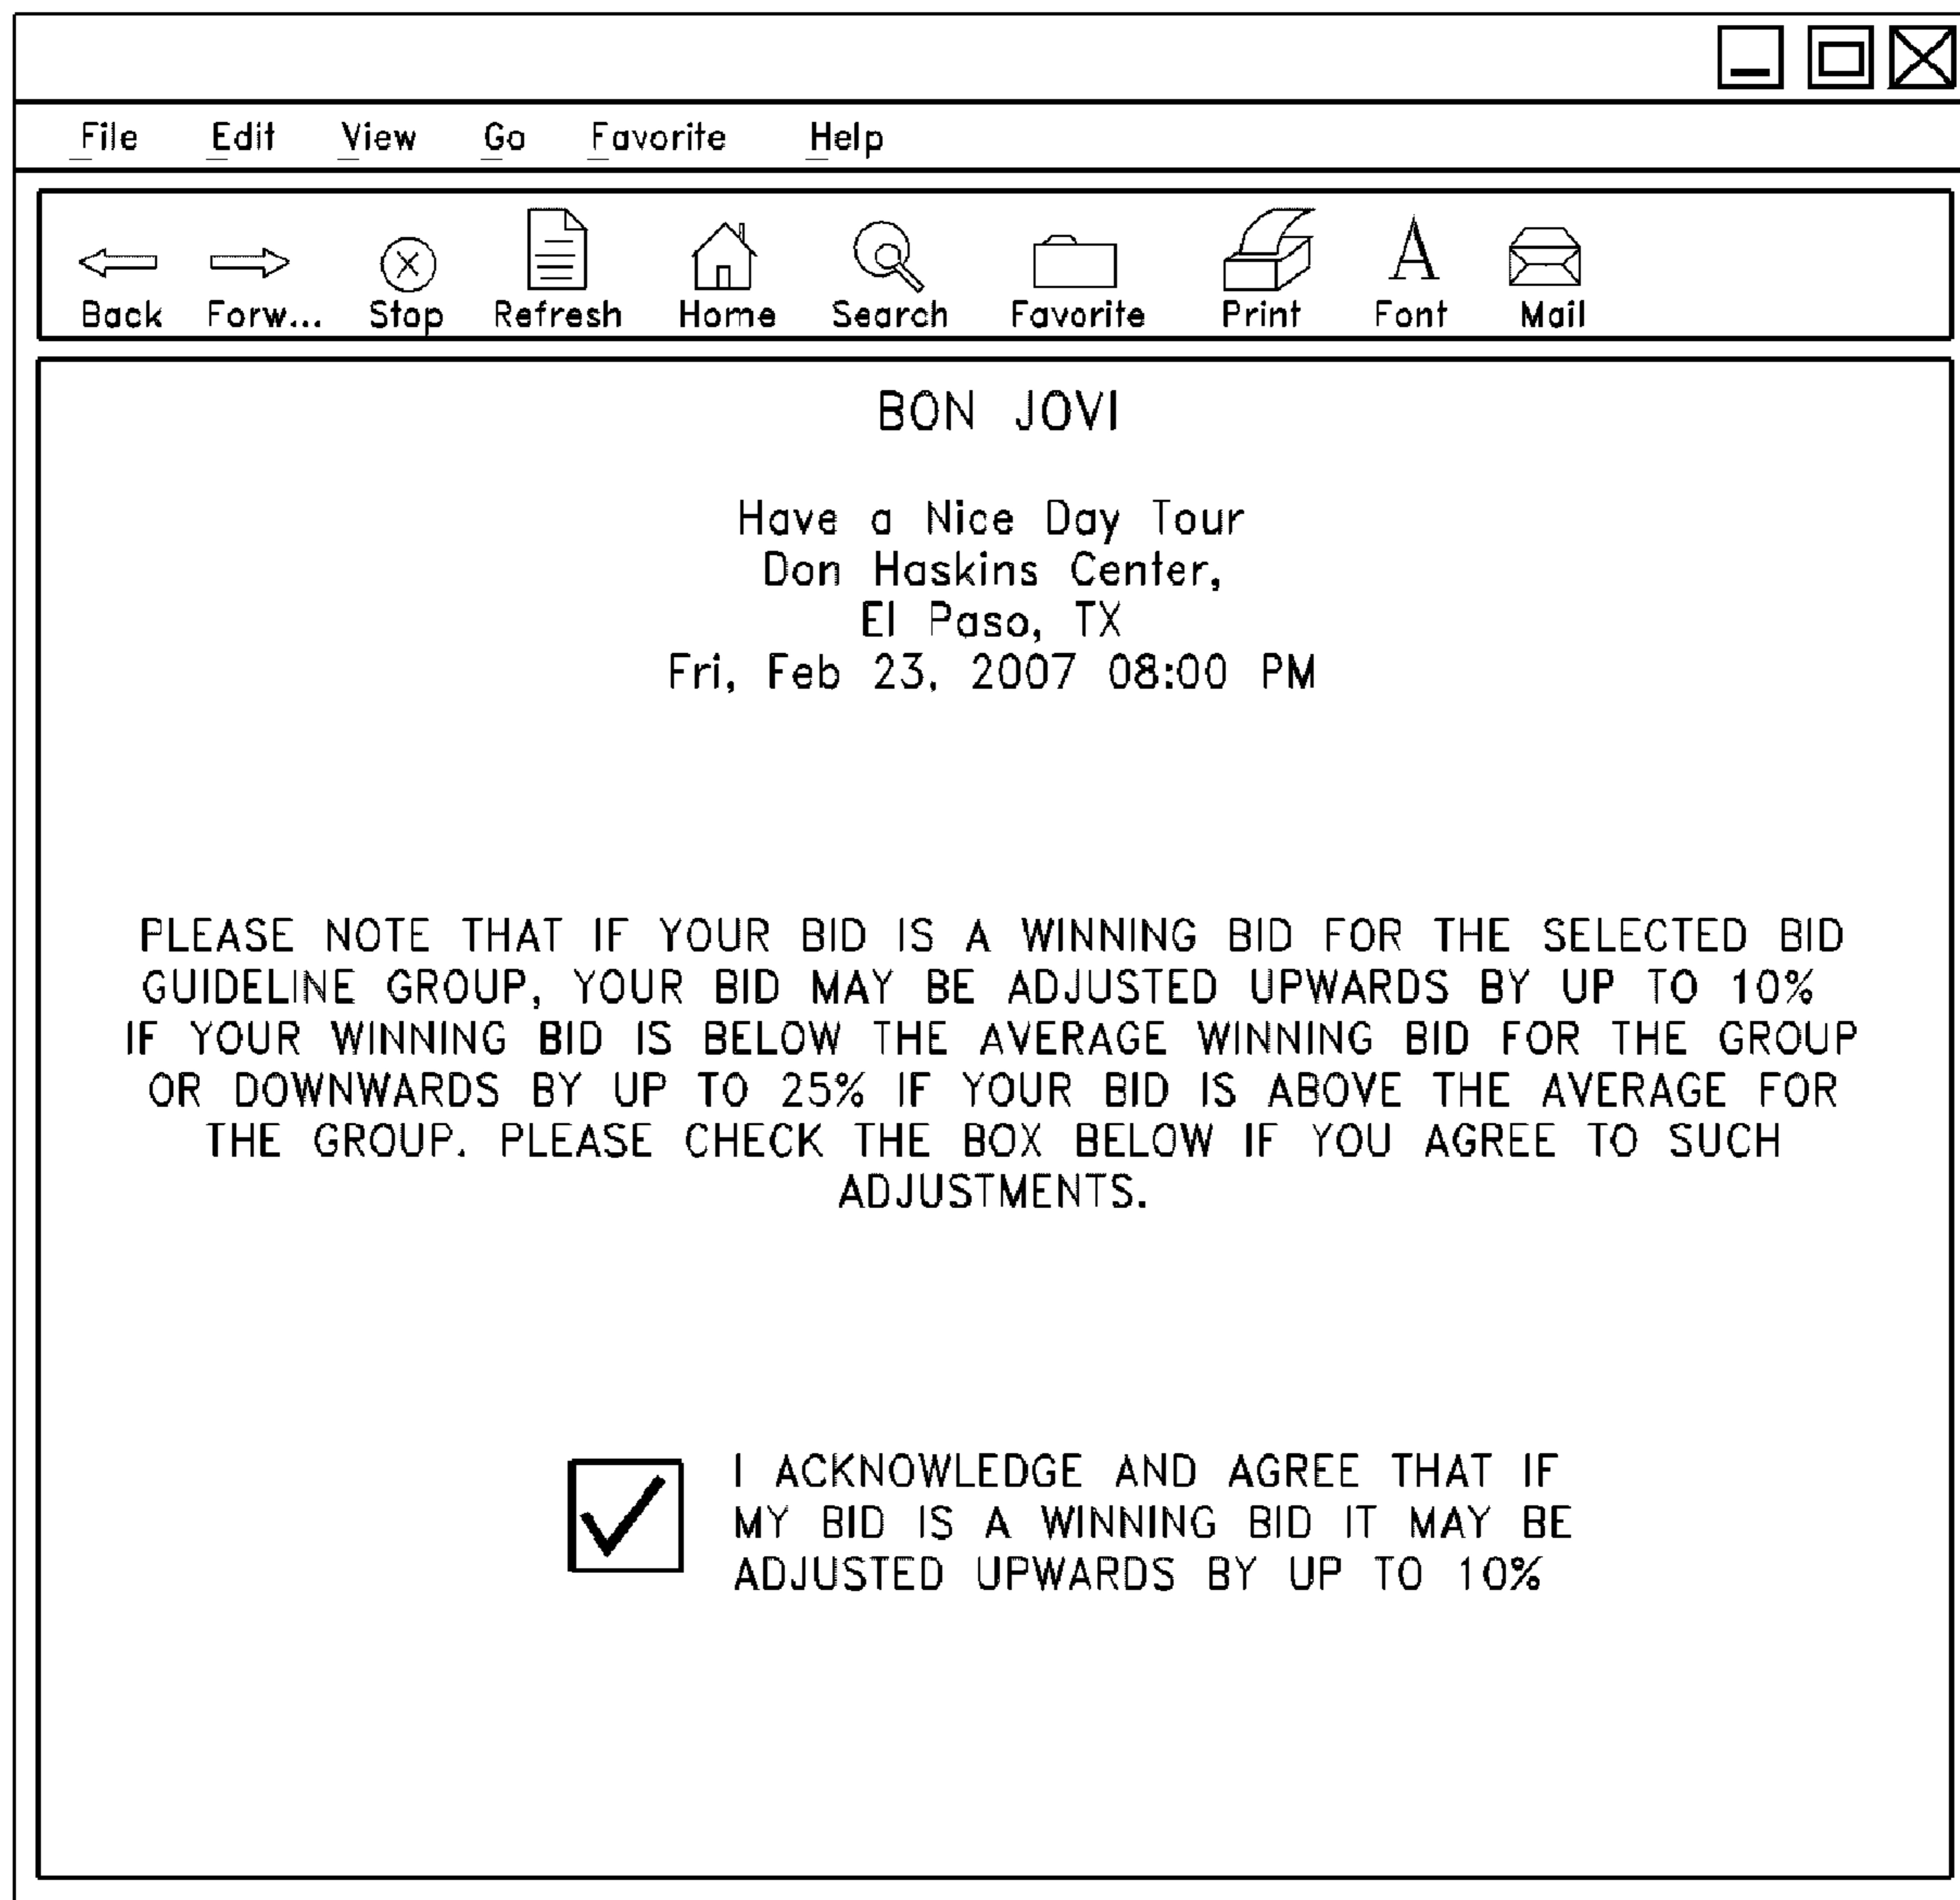 File Edit View Go Favorite Help
Back Forw... Stop Refresh Home Search Favorite Print Font Mail
BON JOVI
Have a Nice Day Tour
Don Haskins Center,
El Paso, TX
Fri, Feb 23, 2007 08:00 PM
PLEASE NOTE THAT IF YOUR BID IS A WINNING BID FOR THE SELECTED BID
GUIDELINE GROUP, YOUR BID MAY BE ADJUSTED UPWARDS BY UP TO 10%
IF YOUR WINNING BID IS BELOW THE AVERAGE WINNING BID FOR THE GROUP
OR DOWNWARDS BY UP TO 25% IF YOUR BID IS ABOVE THE AVERAGE FOR
THE GROUP. PLEASE CHECK THE BOX BELOW IF YOU AGREE TO SUCH
ADJUSTMENTS.
I ACKNOWLEDGE AND AGREE THAT IF
MY BID IS A WINNING BID IT MAY BE
ADJUSTED UPWARDS BY UP TO 10%